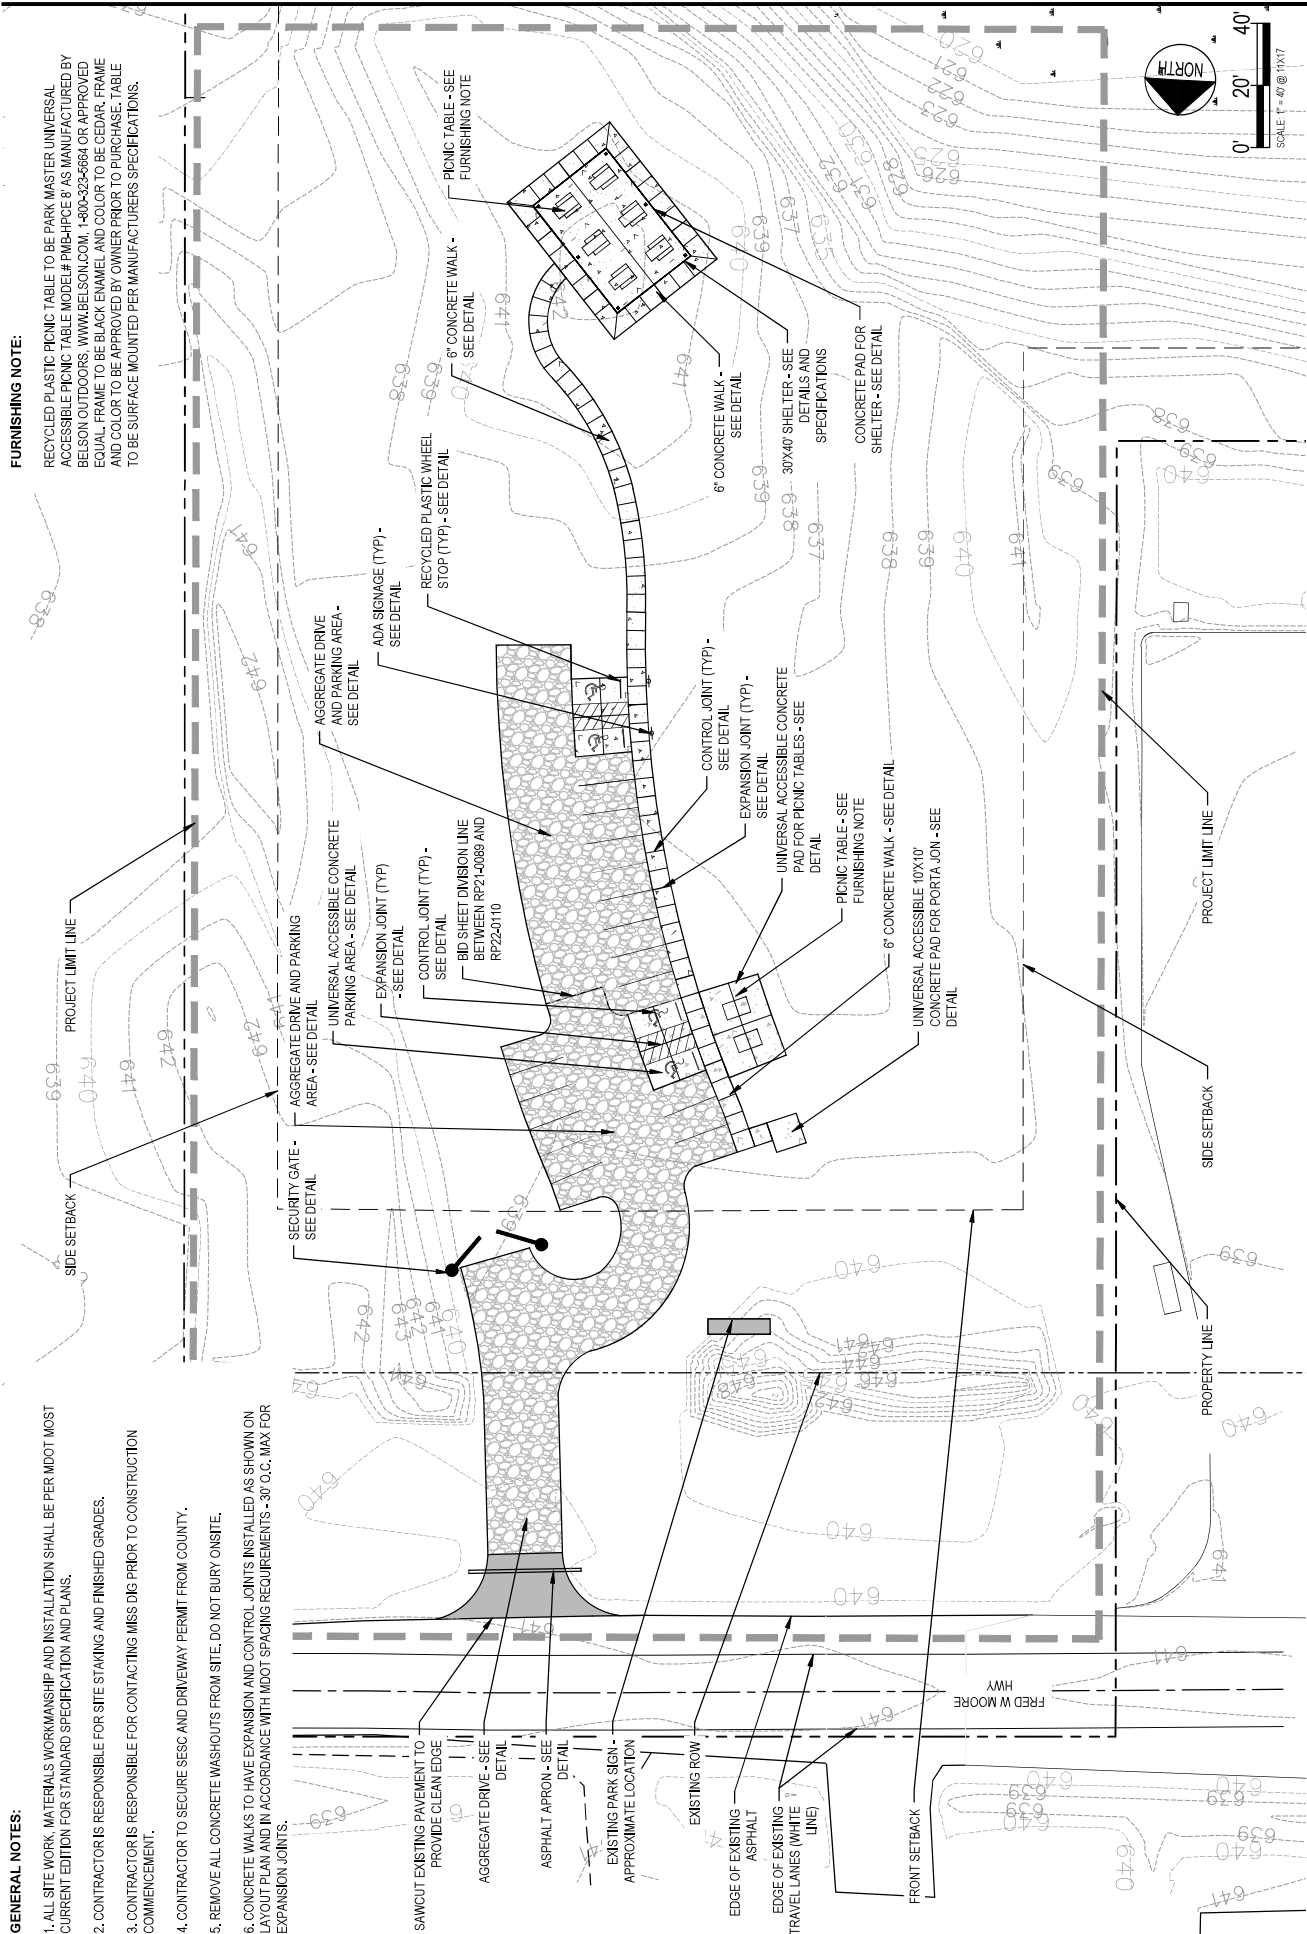 GENERAL NOTES:
1. ALL SITE WORK, MATERIALS WORKMANSHIP AND INSTALLATION SHALL BE PER MDOT MOST
CURRENT EDITION FOR STANDARD SPECIFICATION AND PLANS.
2. CONTRACTOR IS RESPONSIBLE FOR SITE STAKING AND FINISHED GRADES.
3. CONTRACTOR IS RESPONSIBLE FOR CONTACTING MISS DIG PRIOR TO CONSTRUCTION
COMMENCEMENT.
4. CONTRACTOR TO SECURE SESC AND DRIVEWAY PERMIT FROM COUNTY.
5. REMOVE ALL CONCRETE WASHOUTS FROM SITE, DO NOT BURY ONSITE.
6. CONCRETE WALKS TO HAVE EXPANSION AND CONTROL JOINTS INSTALLED AS SHOWN ON
LAYOUT PLAN AND IN ACCORDANCE WITH MDOT SPACING REQUIREMENTS - 30' O.C. MAX FOR
EXPANSION JOINTS.
FURNISHING NOTE:
RECYCLED PLASTIC PICNIC TABLE TO BE PARK MASTER UNIVERSAL
ACCESSIBLE PICNIC TABLE MODEL# PMB-HPCE 8' AS MANUFACTURED BY
BELSON OUTDOORS, WWW.BELSON.COM, 1-800-323-5664 OR APPROVED
EQUAL. FRAME TO BE BLACK ENAMEL AND COLOR TO BE CEDAR. FRAME
AND COLOR TO BE APPROVED BY OWNER PRIOR TO PURCHASE. TABLE
TO BE SURFACE MOUNTED PER MANUFACTURERS SPECIFICATIONS.
SIDE SETBACK
PROJECT LIMIT LINE
SECURITY GATE -
SEE DETAIL
AGGREGATE DRIVE AND PARKING
AREA - SEE DETAIL
UNIVERSAL ACCESSIBLE CONCRETE
PARKING AREA - SEE DETAIL
EXPANSION JOINT (TYP)
- SEE DETAIL
CONTROL JOINT (TYP) -
SEE DETAIL
BID SHEET DIVISION LINE
BETWEEN RP21-0089 AND
RP22-0110
AGGREGATE DRIVE
AND PARKING AREA -
SEE DETAIL
ADA SIGNAGE (TYP) -
SEE DETAIL
RECYCLED PLASTIC WHEEL
STOP (TYP) - SEE DETAIL
6" CONCRETE WALK -
SEE DETAIL
PICNIC TABLE - SEE
FURNISHING NOTE
6" CONCRETE WALK -
SEE DETAIL
30'X40' SHELTER - SEE
DETAILS AND
SPECIFICATIONS
CONCRETE PAD FOR
SHELTER - SEE DETAIL
CONTROL JOINT (TYP) -
SEE DETAIL
EXPANSION JOINT (TYP) -
SEE DETAIL
UNIVERSAL ACCESSIBLE CONCRETE
PAD FOR PICNIC TABLES - SEE
DETAIL
PICNIC TABLE - SEE
FURNISHING NOTE
6" CONCRETE WALK - SEE DETAIL
UNIVERSAL ACCESSIBLE 10'X10'
CONCRETE PAD FOR PORTA JON - SEE
DETAIL
SAWCUT EXISTING PAVEMENT TO
PROVIDE CLEAN EDGE
AGGREGATE DRIVE - SEE
DETAIL
ASPHALT APRON - SEE
DETAIL
EXISTING PARK SIGN -
APPROXIMATE LOCATION
EXISTING ROW
EDGE OF EXISTING
ASPHALT
EDGE OF EXISTING
TRAVEL LANES (WHITE
LINE)
FRONT SETBACK
FRED W MOORE
HWY
PROPERTY LINE
SIDE SETBACK
PROJECT LIMIT LINE
NORTH
0' 20' 40'
SCALE: 1" = 40' @ 11X17